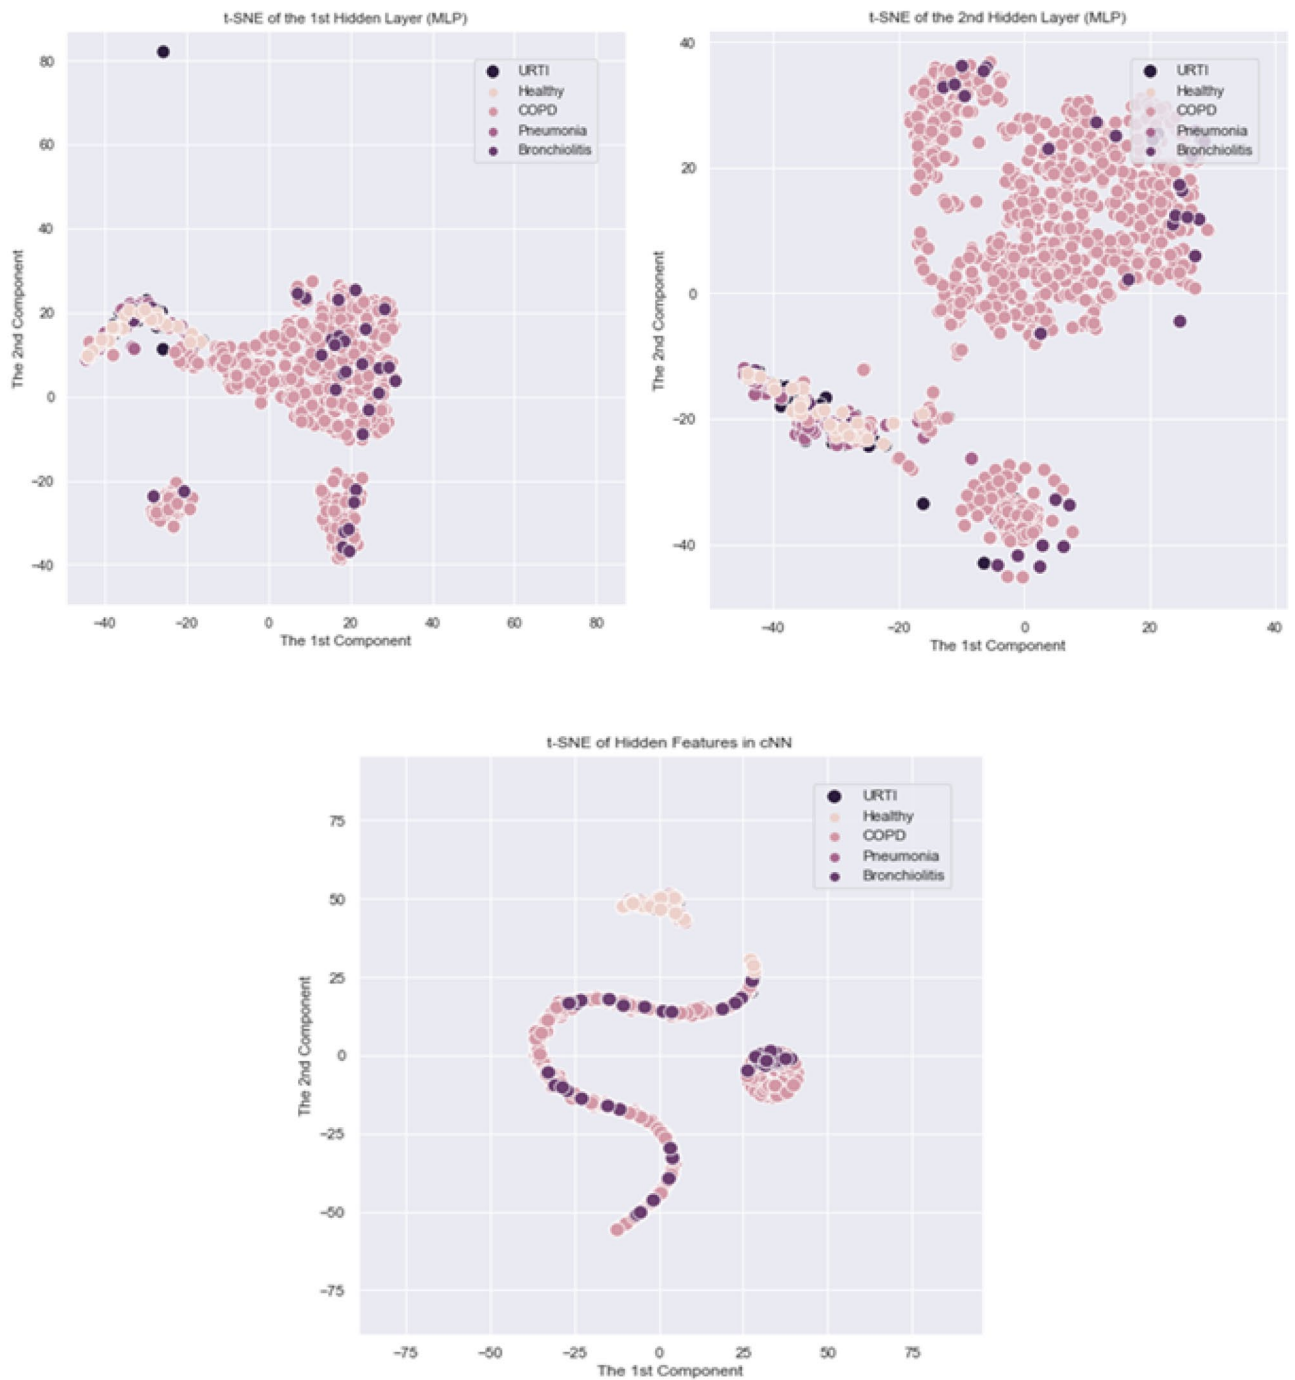 t-SNE of the 1st Hidden Layer (MLP)
80
60
40
20
0
−20
−40
The 2nd Component
−40 −20 0 20 40 60 80
The 1st Component
URTI
Healthy
COPD
Pneumonia
Bronchiolitis
t-SNE of the 2nd Hidden Layer (MLP)
40
20
0
−20
−40
The 2nd Component
−40 −20 0 20 40
The 1st Component
URTI
Healthy
COPD
Pneumonia
Bronchiolitis
t-SNE of Hidden Features in cNN
75
50
25
0
−25
−50
−75
The 2nd Component
−75 −50 −25 0 25 50 75
The 1st Component
URTI
Healthy
COPD
Pneumonia
Bronchiolitis